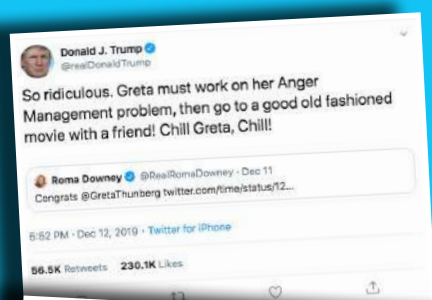 Donald J. Trump
@realDonaldTrump
So ridiculous. Greta must work on her Anger
Management problem, then go to a good old fashioned
movie with a friend! Chill Greta, Chill!
Roma Downey @RealRomaDowney · Dec 11
Congrats @GretaThunberg twitter.com/time/status/12...
5:52 PM · Dec 12, 2019 · Twitter for iPhone
56.5K Retweets 230.1K Likes